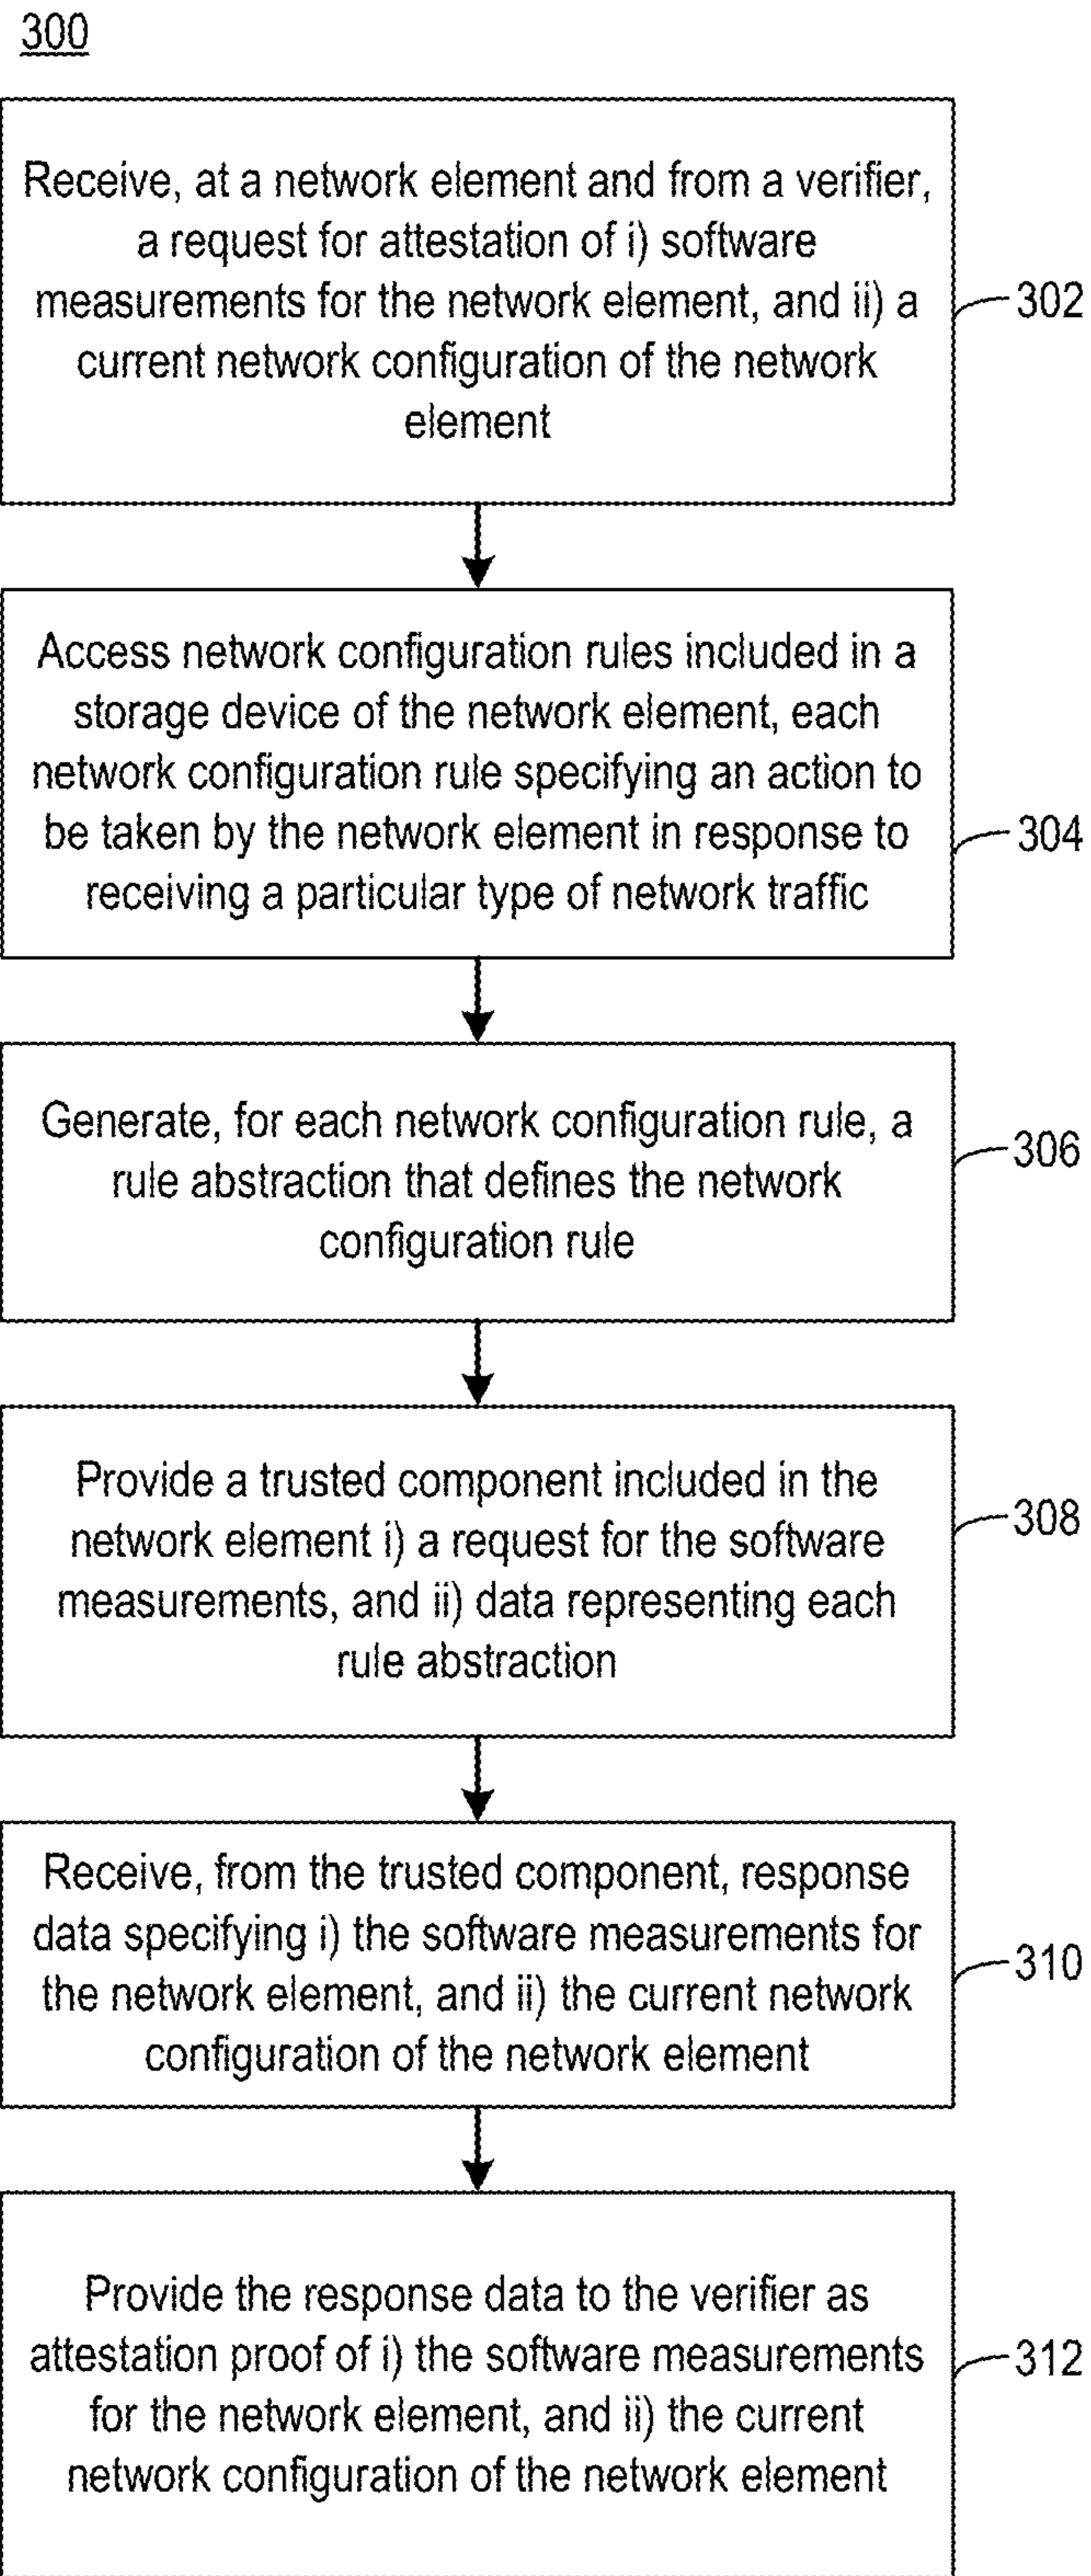 300
Receive, at a network element and from a verifier,
a request for attestation of i) software
measurements for the network element, and ii) a
current network configuration of the network
element
302
Access network configuration rules included in a
storage device of the network element, each
network configuration rule specifying an action to
be taken by the network element in response to
receiving a particular type of network traffic
304
Generate, for each network configuration rule, a
rule abstraction that defines the network
configuration rule
306
Provide a trusted component included in the
network element i) a request for the software
measurements, and ii) data representing each
rule abstraction
308
Receive, from the trusted component, response
data specifying i) the software measurements for
the network element, and ii) the current network
configuration of the network element
310
Provide the response data to the verifier as
attestation proof of i) the software measurements
for the network element, and ii) the current
network configuration of the network element
312